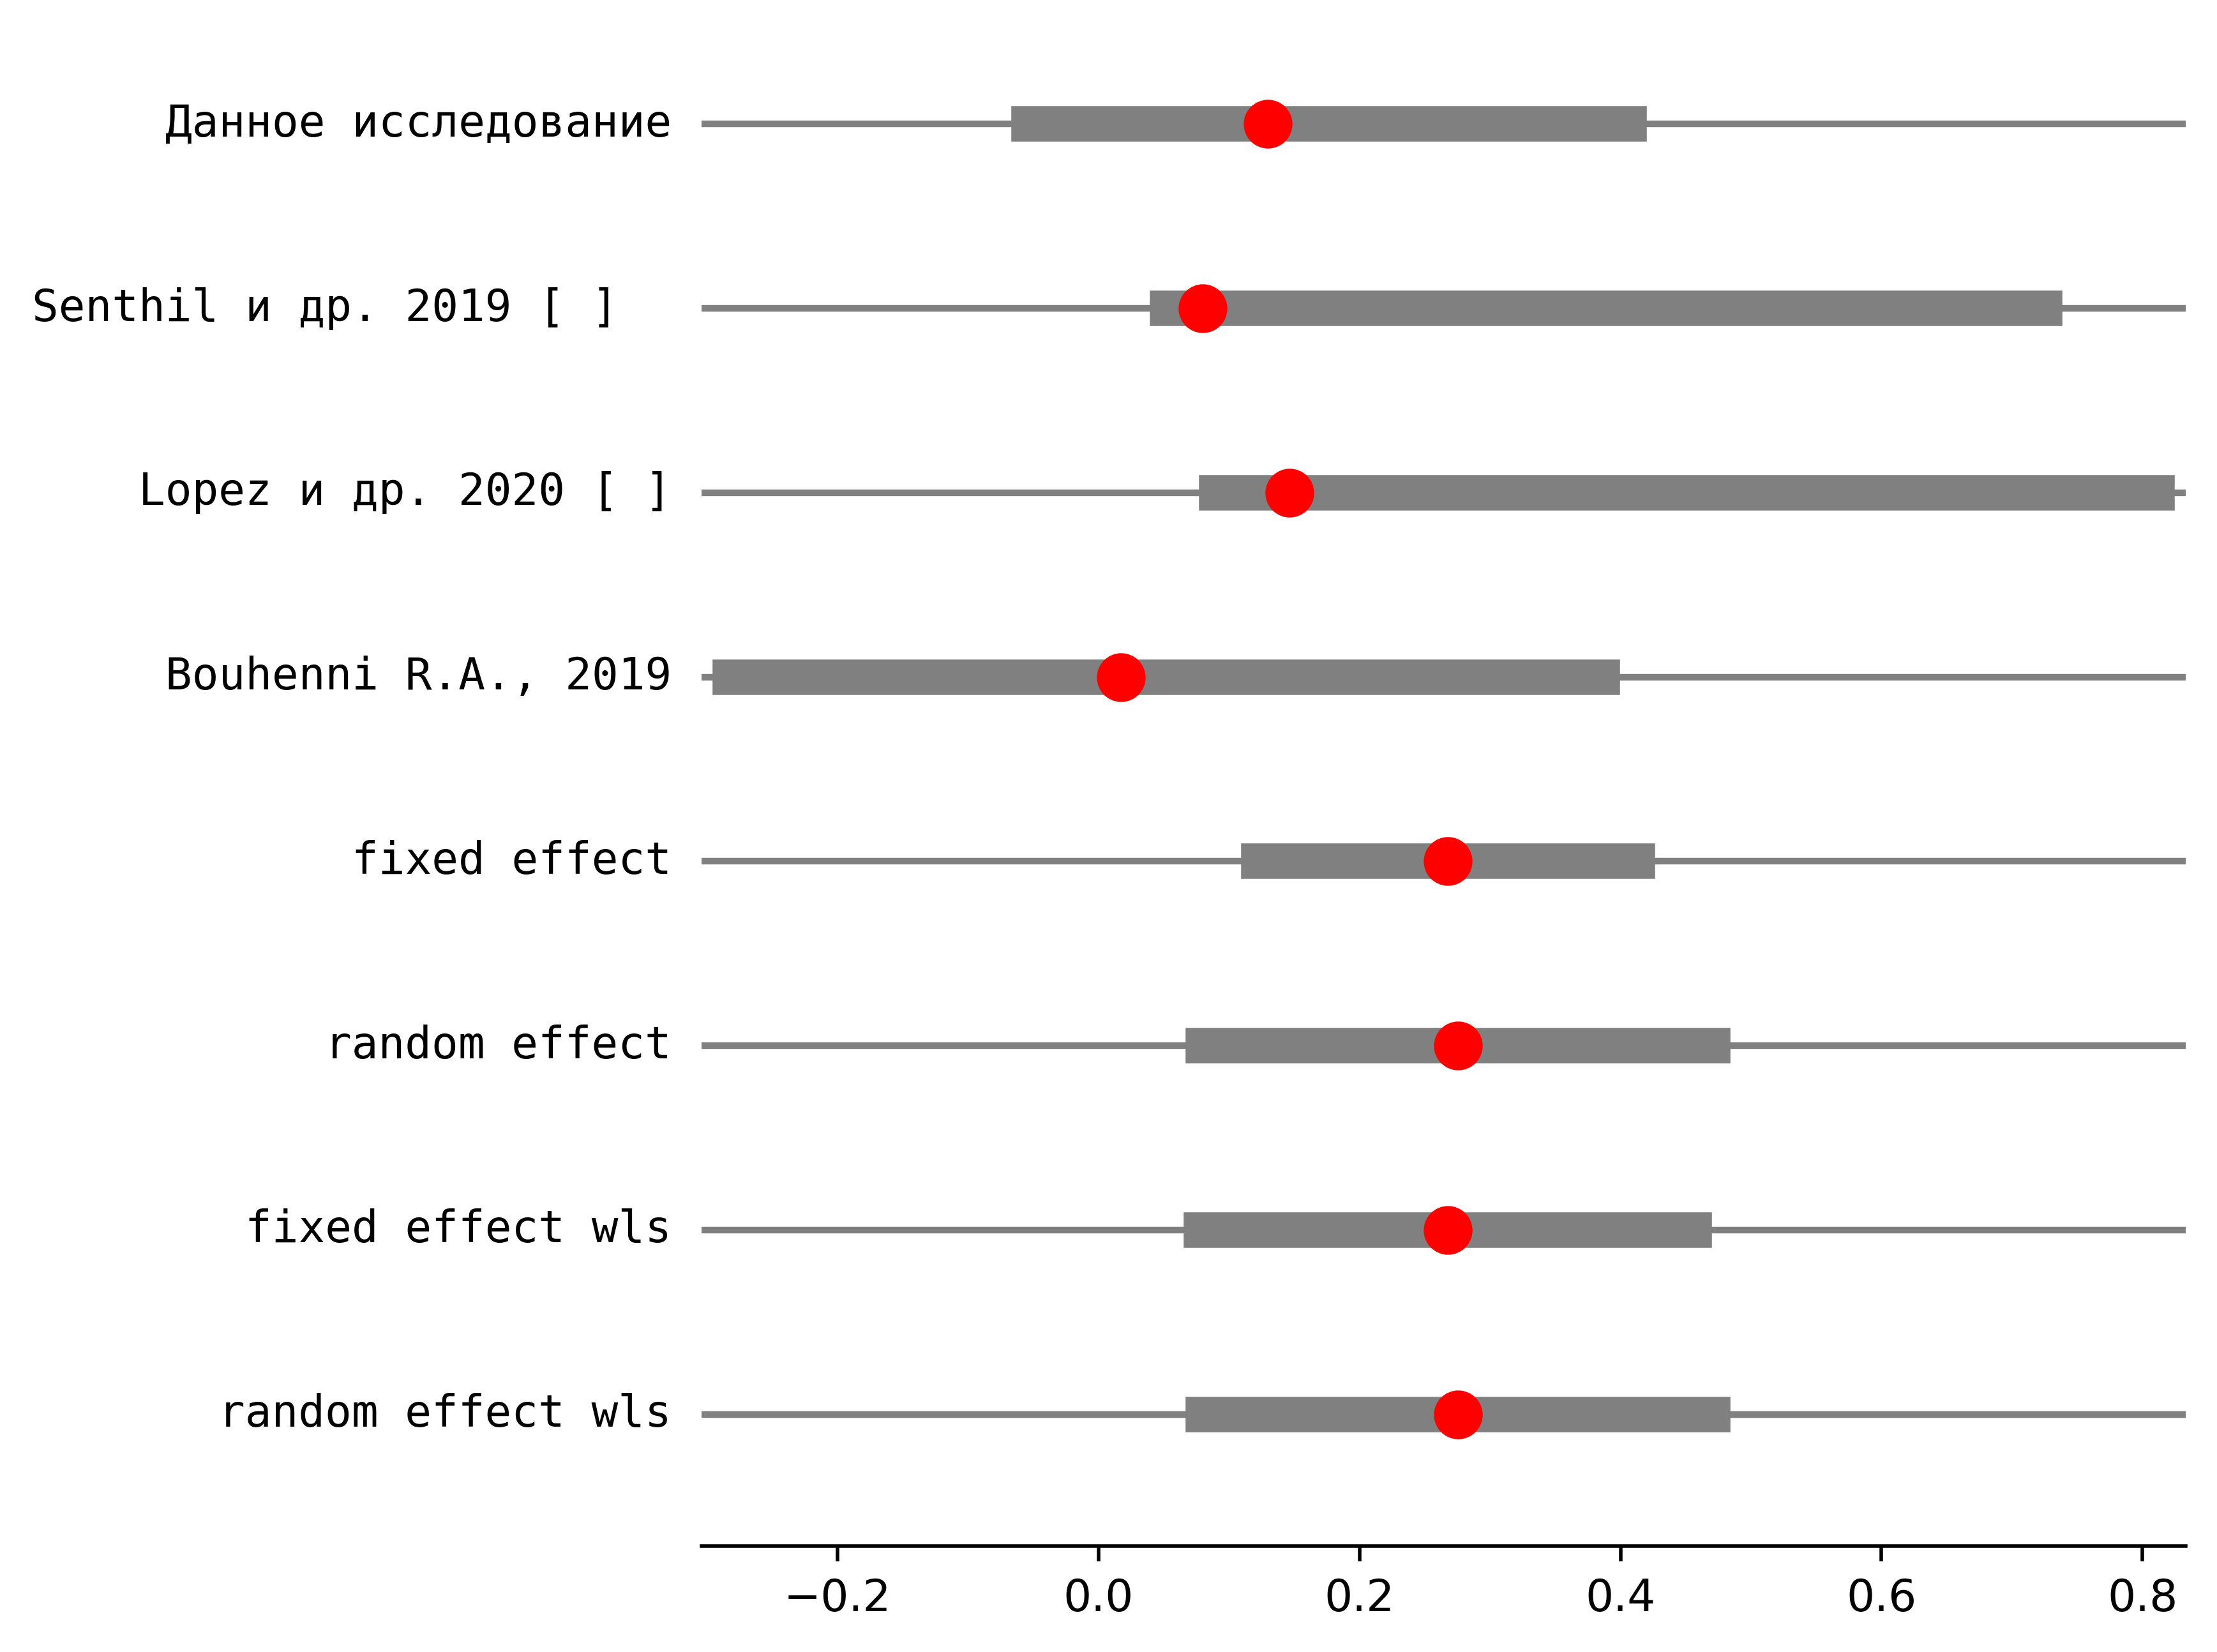 Данное исследование
Senthil и др. 2019 [ ]
Lopez и др. 2020 [ ]
Bouhenni R.A., 2019
fixed effect
random effect
fixed effect wls
random effect wls
−0.2 0.0 0.2 0.4 0.6 0.8